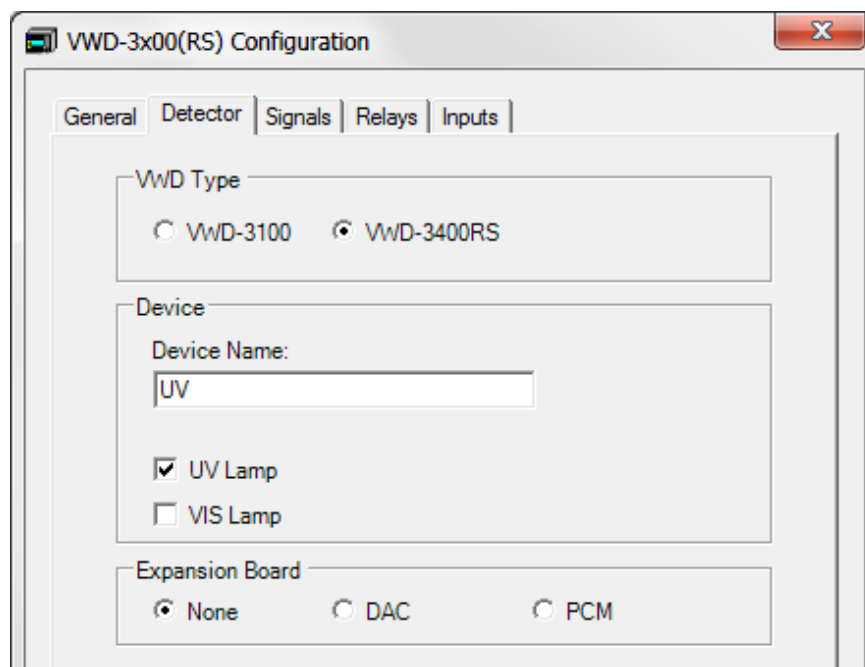 VWD-3x00(RS) Configuration
General Detector Signals Relays Inputs
VWD Type
VWD-3100 VWD-3400RS
Device
Device Name:
UV
UV Lamp
VIS Lamp
Expansion Board
None DAC PCM